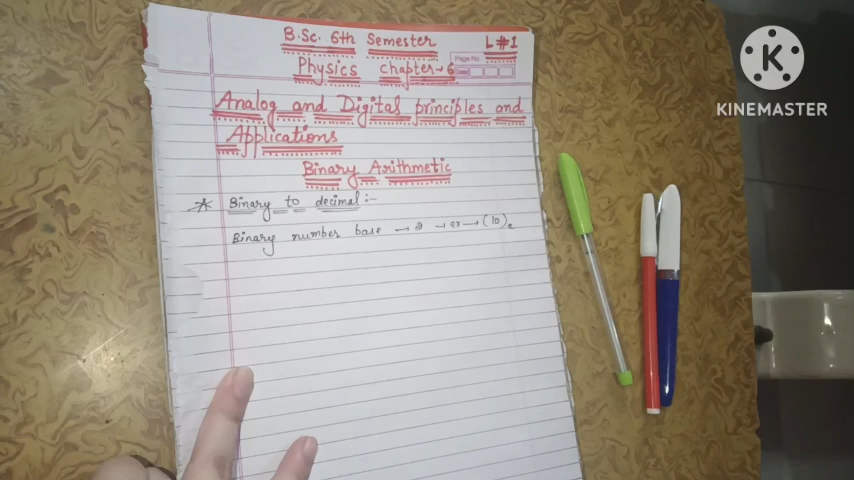 B.Sc. 6th Semester L#1
Physics chapter-6
Page No.
Analog and Digital principles and
Applications
Binary Arithmetic
* Binary to decimal:-
Binary number base → 2 → ex → (10)₂
K
KINEMASTER